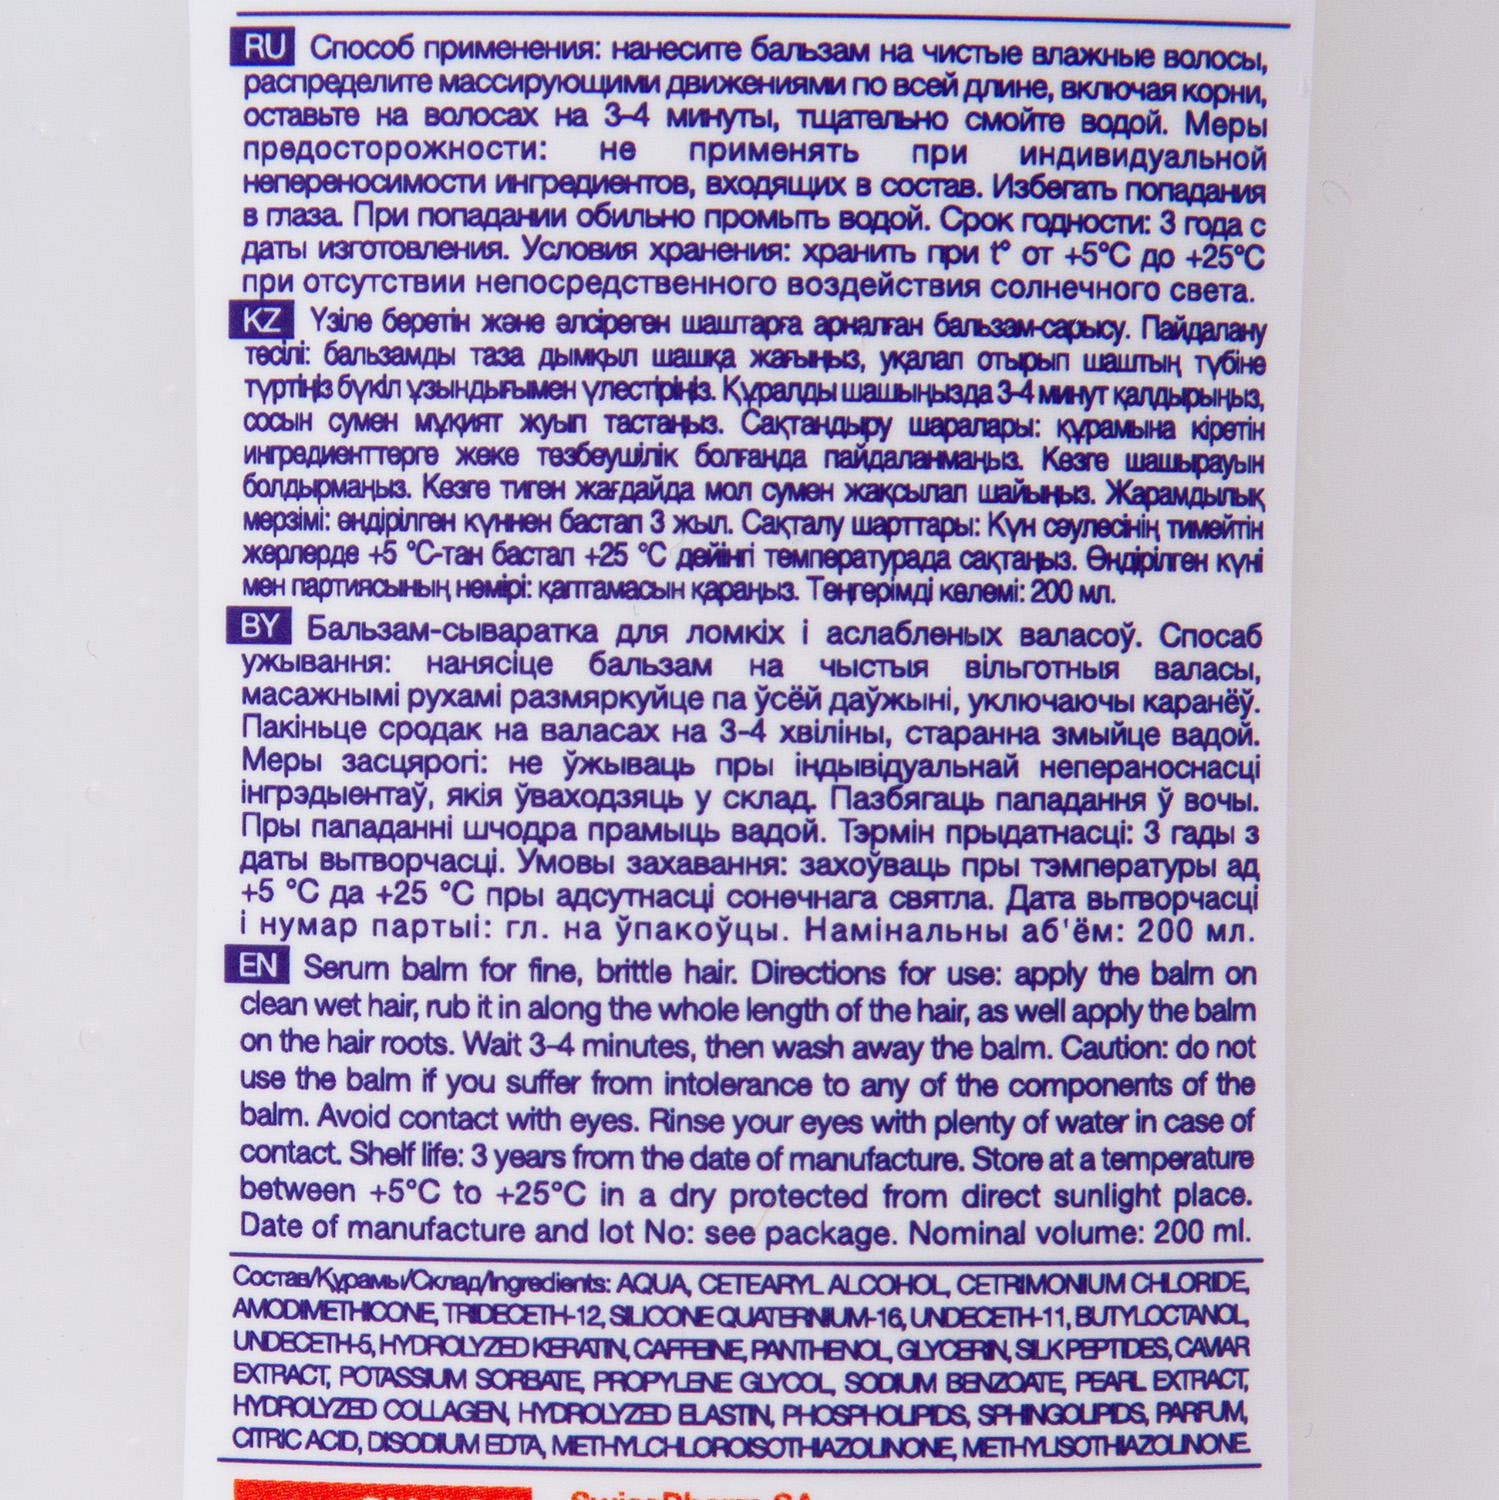 RU Способ применения: нанесите бальзам на чистые влажные волосы,
распределите массирующими движениями по всей длине, включая корни,
оставьте на волосах на 3–4 минуты, тщательно смойте водой. Меры
предосторожности: не применять при индивидуальной
непереносимости ингредиентов, входящих в состав. Избегать попадания
в глаза. При попадании обильно промыть водой. Срок годности: 3 года с
даты изготовления. Условия хранения: хранить при t° от +5°C до +25°C
при отсутствии непосредственного воздействия солнечного света.
KZ Үзіле беретін және әлсіреген шаштарға арналған бальзам-сарысу. Пайдалану
тәсілі: бальзамды таза дымқыл шашқа жағыңыз, уқалап отырып шаштың түбіне
түртіңіз бүкіл ұзындығымен үлестіріңіз. Құралды шашыңызда 3-4 минут қалдырыңыз,
сосын сумен мұқият жуып тастаңыз. Сақтандыру шаралары: құрамына кіретін
ингредиенттерге жеке төзбеушілік болғанда пайдаланмаңыз. Көзге шашырауын
болдырмаңыз. Көзге тиген жағдайда мол сумен жақсылап шайыңыз. Жарамдылық
мерзімі: өндірілген күннен бастап 3 жыл. Сақталу шарттары: Күн сәулесінің тимейтін
жерлерде +5 °C-тан бастап +25 °C дейінгі температурада сақтаңыз. Өндірілген күні
мен партиясының нөмірі: қаптамасын қараңыз. Теңгерімді көлемі: 200 мл.
BY Бальзам-сываратка для ломкіх і аслабленых валасоў. Спосаб
ужывання: нанясіце бальзам на чыстыя вільготныя валасы,
масажнымі рухамі размяркуйце па ўсёй даўжыні, уключаючы каранёў.
Пакіньце сродак на валасах на 3–4 хвіліны, старанна змыйце вадой.
Меры засцярогі: не ўжываць пры індывідуальнай непераноснасці
інгрэдыентаў, якія ўваходзяць у склад. Пазбягаць пападання ў вочы.
Пры пападанні шчодра прамыць вадой. Тэрмін прыдатнасці: 3 гады з
даты вытворчасці. Умовы захавання: захоўваць пры тэмпературы ад
+5 °C да +25 °C пры адсутнасці сонечнага святла. Дата вытворчасці
і нумар партыі: гл. на ўпакоўцы. Намінальны аб'ём: 200 мл.
EN Serum balm for fine, brittle hair. Directions for use: apply the balm on
clean wet hair, rub it in along the whole length of the hair, as well apply the balm
on the hair roots. Wait 3–4 minutes, then wash away the balm. Caution: do not
use the balm if you suffer from intolerance to any of the components of the
balm. Avoid contact with eyes. Rinse your eyes with plenty of water in case of
contact. Shelf life: 3 years from the date of manufacture. Store at a temperature
between +5°C to +25°C in a dry protected from direct sunlight place.
Date of manufacture and lot No: see package. Nominal volume: 200 ml.
Состав/Құрамы/Склад/Ingredients: AQUA, CETEARYL ALCOHOL, CETRIMONIUM CHLORIDE,
AMODIMETHICONE, TRIDECETH-12, SILICONE QUATERNIUM-16, UNDECETH-11, BUTYLOCTANOL,
UNDECETH-5, HYDROLYZED KERATIN, CAFFEINE, PANTHENOL, GLYCERIN, SILK PEPTIDES, CAVIAR
EXTRACT, POTASSIUM SORBATE, PROPYLENE GLYCOL, SODIUM BENZOATE, PEARL EXTRACT,
HYDROLYZED COLLAGEN, HYDROLYZED ELASTIN, PHOSPHOLIPIDS, SPHINGOLIPIDS, PARFUM,
CITRIC ACID, DISODIUM EDTA, METHYLCHLOROISOTHIAZOLINONE, METHYLISOTHIAZOLINONE.